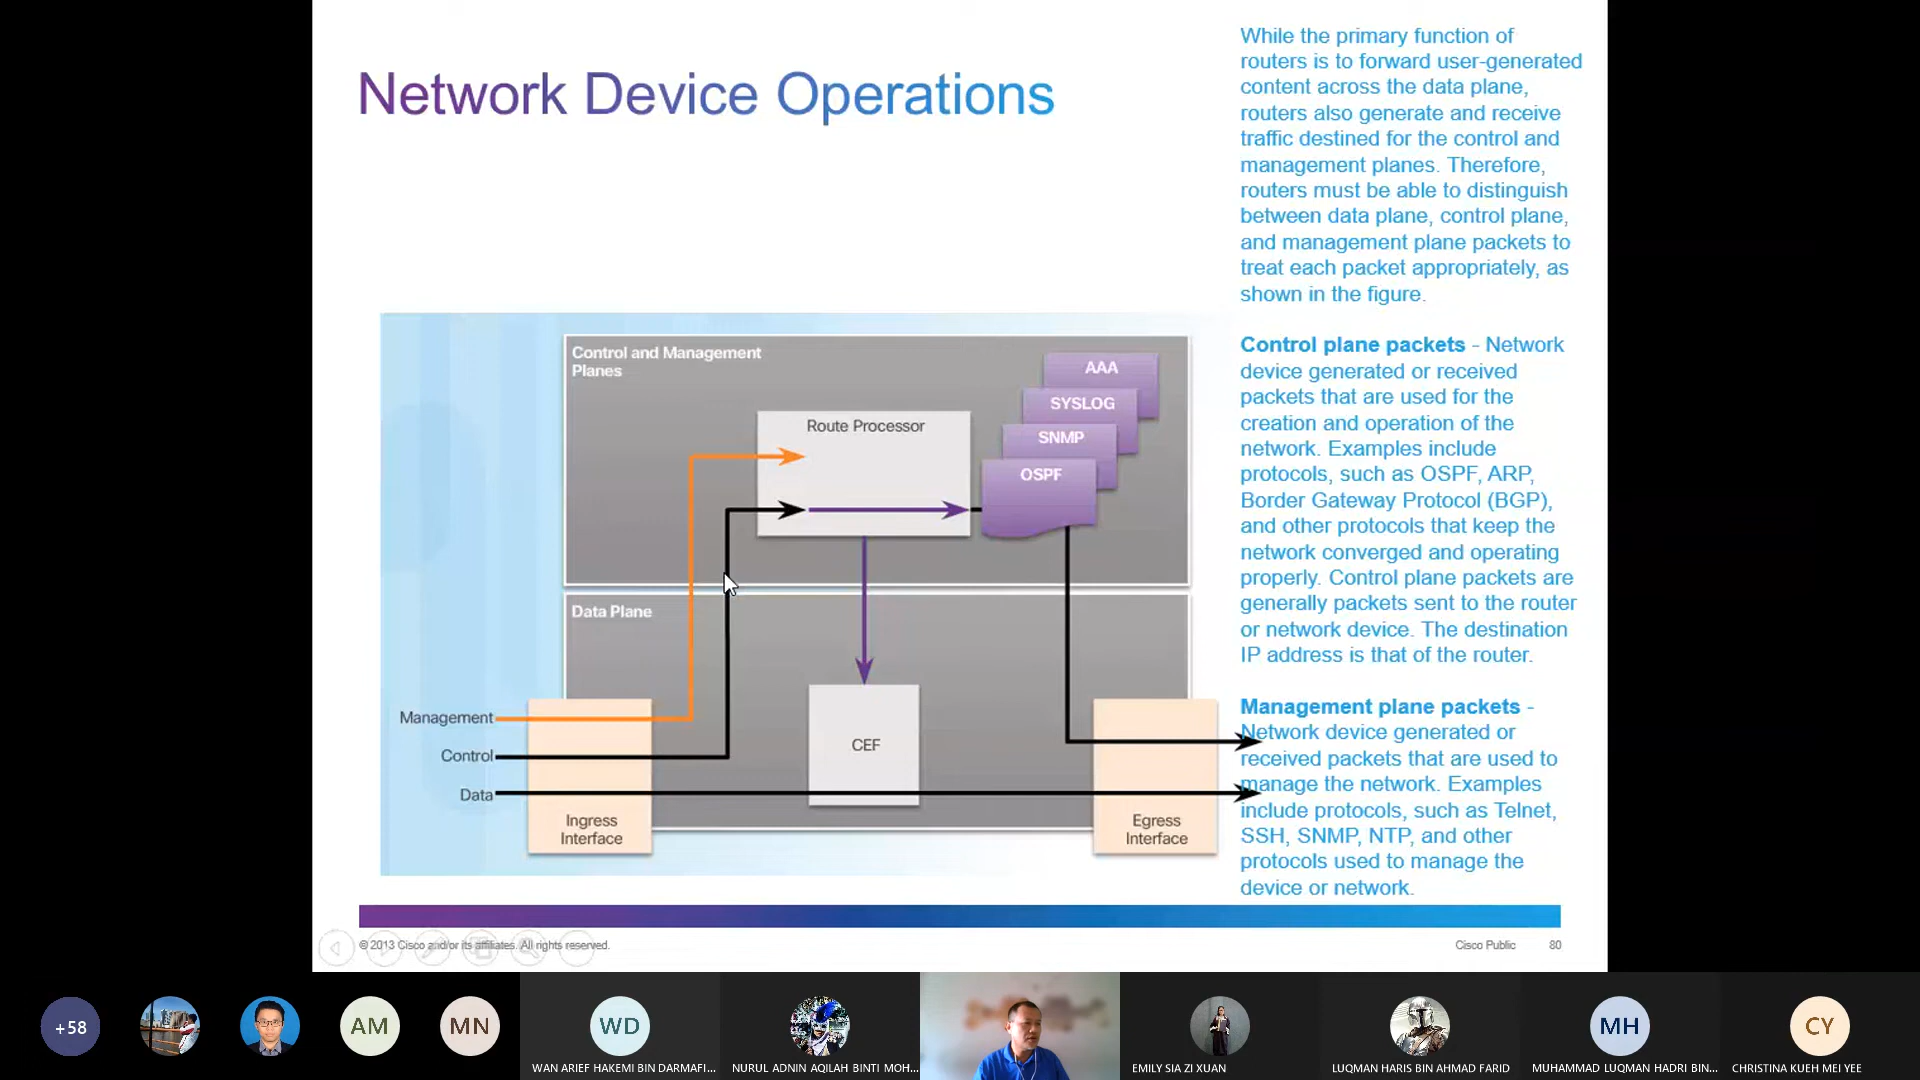 Network Device Operations
While the primary function of
routers is to forward user-generated
content across the data plane,
routers also generate and receive
traffic destined for the control and
management planes. Therefore,
routers must be able to distinguish
between data plane, control plane,
and management plane packets to
treat each packet appropriately, as
shown in the figure.
Control plane packets - Network
device generated or received
packets that are used for the
creation and operation of the
network. Examples include
protocols, such as OSPF, ARP,
Border Gateway Protocol (BGP),
and other protocols that keep the
network converged and operating
properly. Control plane packets are
generally packets sent to the router
or network device. The destination
IP address is that of the router.
Management plane packets -
Network device generated or
received packets that are used to
manage the network. Examples
include protocols, such as Telnet,
SSH, SNMP, NTP, and other
protocols used to manage the
device or network.
Control and Management
Planes
AAA
SYSLOG
SNMP
OSPF
Route Processor
Data Plane
Management
Control
Data
CEF
Ingress
Interface
Egress
Interface
© 2013 Cisco and/or its affiliates. All rights reserved.
Cisco Public
80
+58
AM
MN
WD
WAN ARIEF HAKEMI BIN DARMAFI...
NURUL ADNIN AQILAH BINTI MOH...
EMILY SIA ZI XUAN
LUQMAN HARIS BIN AHMAD FARID
MH
MUHAMMAD LUQMAN HADRI BIN...
CY
CHRISTINA KUEH MEI YEE